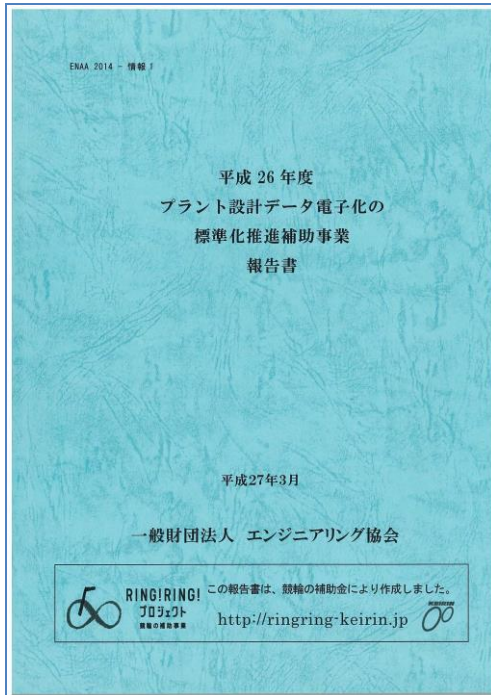 ENAA 2014 - 情報 1
平成 26 年度
プラント設計データ電子化の
標準化推進補助事業
報告書
平成27年3月
一般財団法人 エンジニアリング協会
RING!RING!
プロジェクト
競輪の補助事業
この報告書は、競輪の補助金により作成しました。
http://ringring-keirin.jp